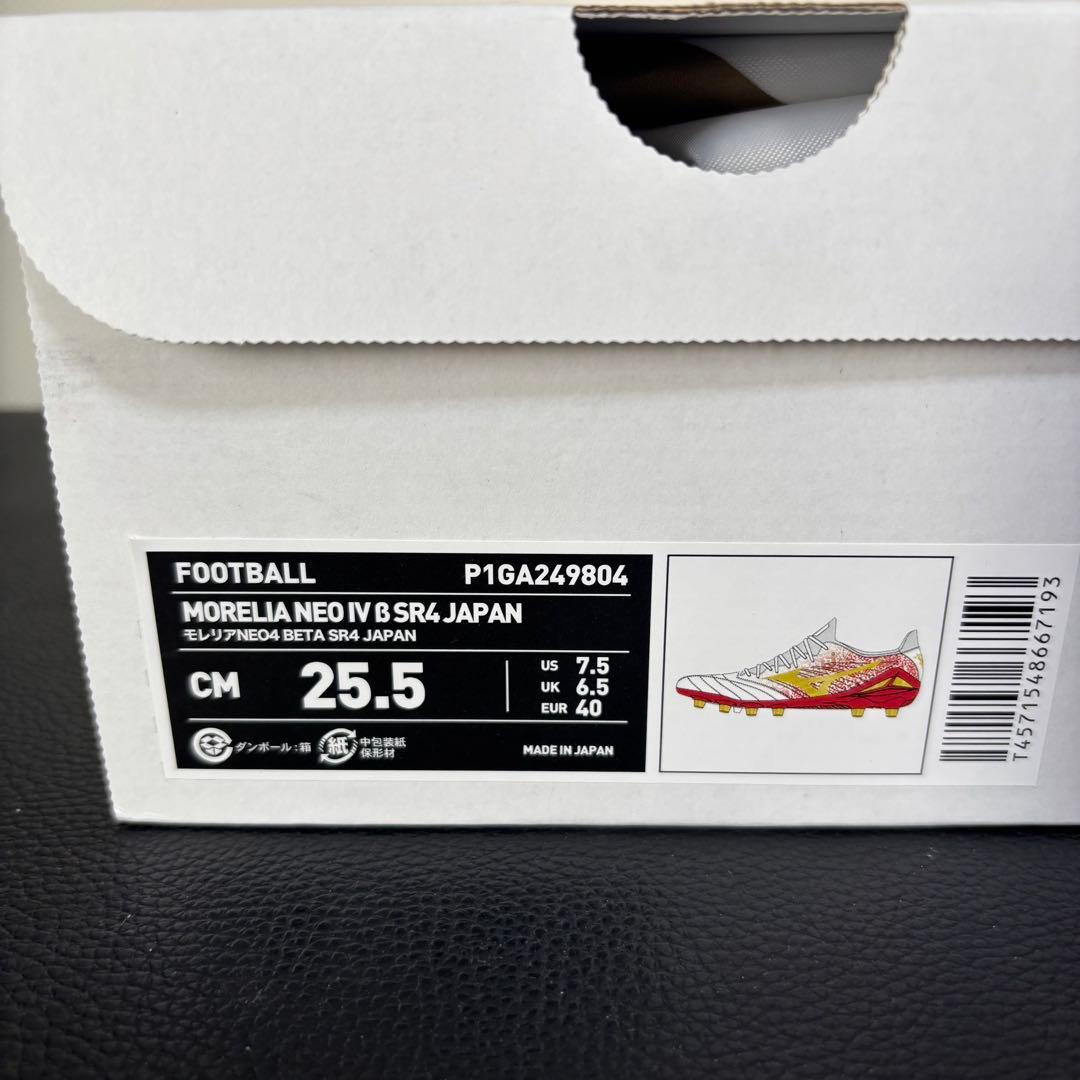 FOOTBALL P1GA249804
MORELIA NEO IV β SR4 JAPAN
モレリアNEO4 BETA SR4 JAPAN
CM 25.5
US 7.5
UK 6.5
EUR 40
ダンボール:箱
紙
中包装紙
保形材
MADE IN JAPAN
T4571548667193